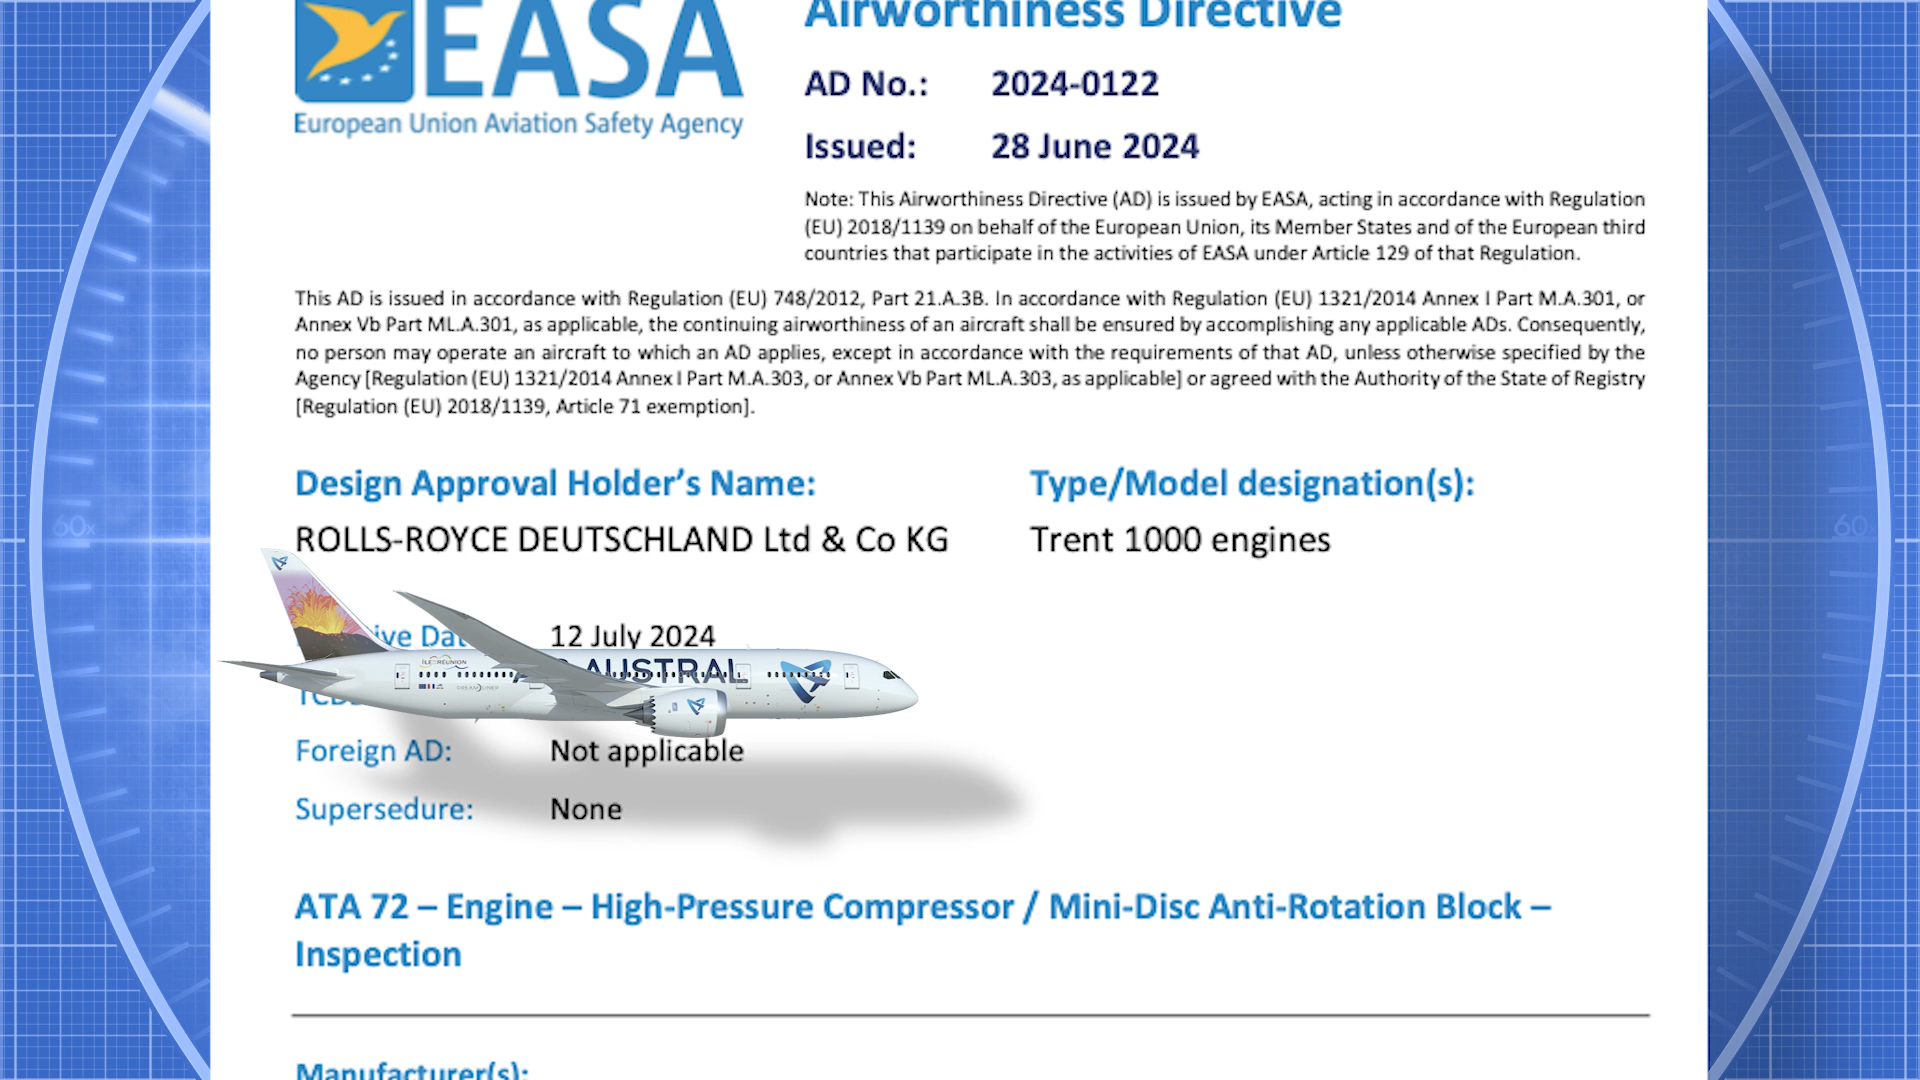 EASA
European Union Aviation Safety Agency
Airworthiness Directive
AD No.: 2024-0122
Issued: 28 June 2024
Note: This Airworthiness Directive (AD) is issued by EASA, acting in accordance with Regulation
(EU) 2018/1139 on behalf of the European Union, its Member States and of the European third
countries that participate in the activities of EASA under Article 129 of that Regulation.
This AD is issued in accordance with Regulation (EU) 748/2012, Part 21.A.3B. In accordance with Regulation (EU) 1321/2014 Annex I Part M.A.301, or
Annex Vb Part ML.A.301, as applicable, the continuing airworthiness of an aircraft shall be ensured by accomplishing any applicable ADs. Consequently,
no person may operate an aircraft to which an AD applies, except in accordance with the requirements of that AD, unless otherwise specified by the
Agency [Regulation (EU) 1321/2014 Annex I Part M.A.303, or Annex Vb Part ML.A.303, as applicable] or agreed with the Authority of the State of Registry
[Regulation (EU) 2018/1139, Article 71 exemption].
Design Approval Holder's Name: Type/Model designation(s):
ROLLS-ROYCE DEUTSCHLAND Ltd & Co KG Trent 1000 engines
60x 60
12 July 2024
AUSTRAL
ÎLE RÉUNION
Foreign AD: Not applicable
Supersedure: None
ATA 72 – Engine – High-Pressure Compressor / Mini-Disc Anti-Rotation Block –
Inspection
Manufacturer(s):